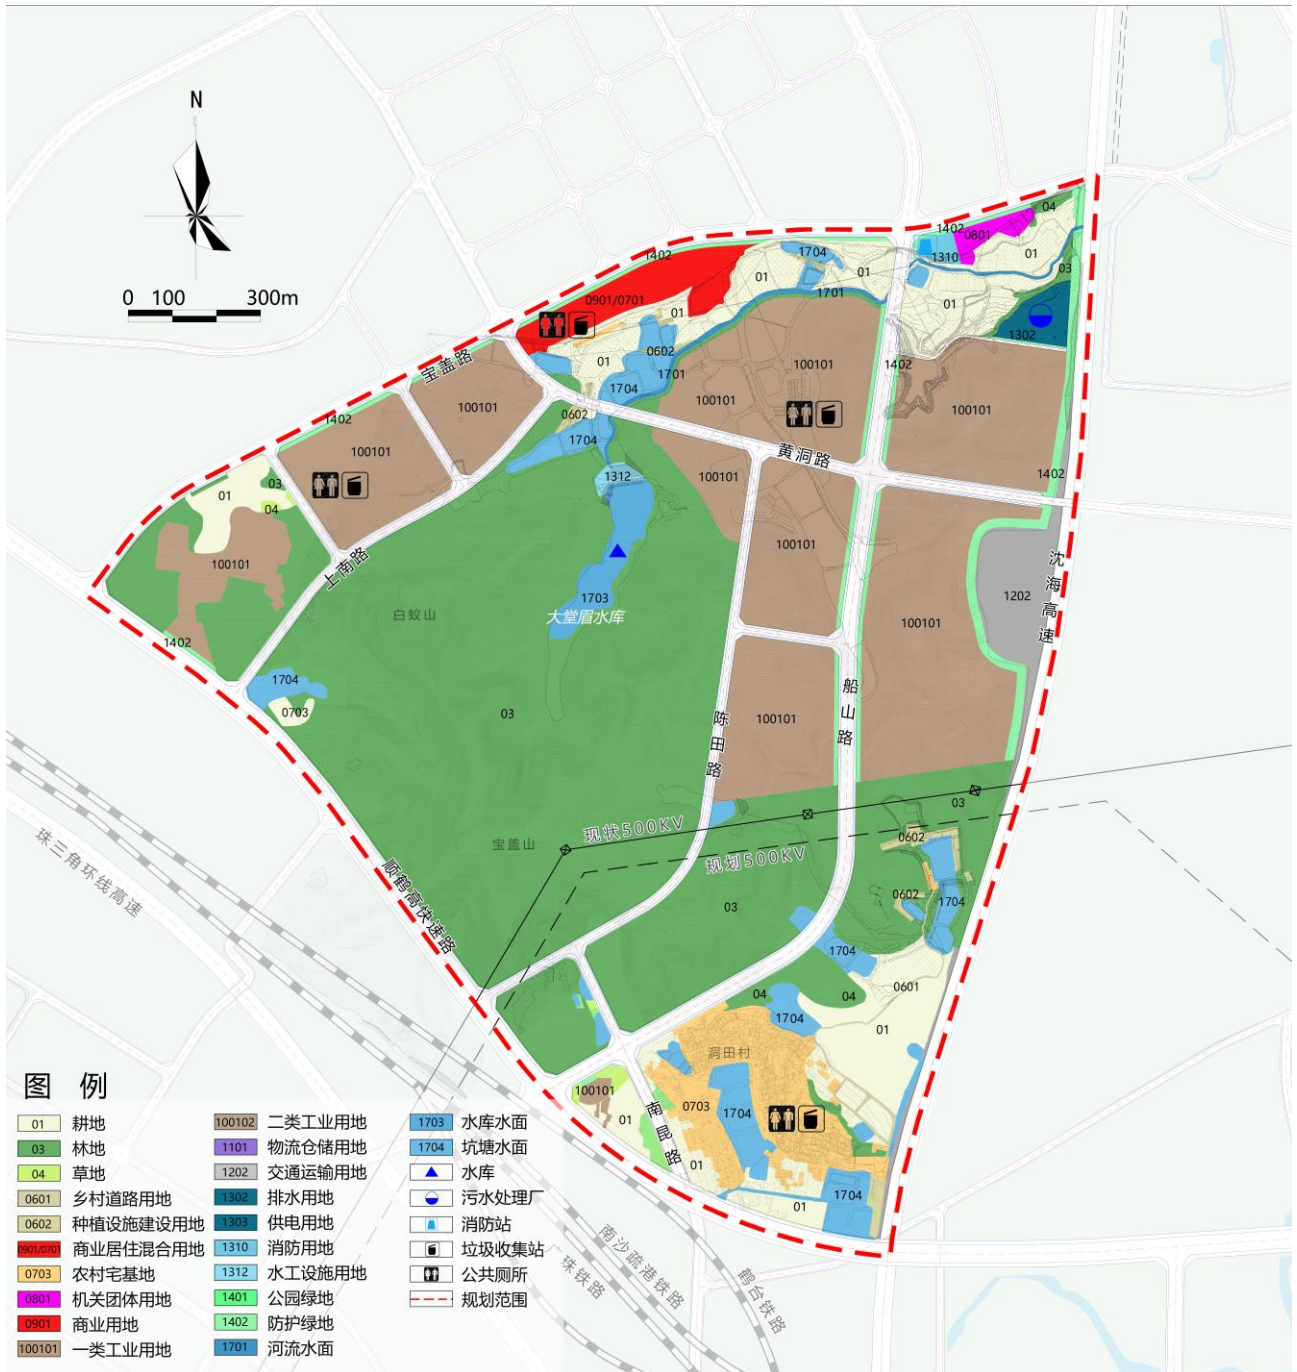 N
0 100 300m
04
1402
0801
01
1310
03
1704
01
01
1402
1701
01
0901/0701
01
1302
宝盖路
01
0602
1704
1701
100101
1402
100101
100101
100101
100101
1402
0602
1704
黄洞路
1402
100101
1312
100101
03
01
04
100101
上南路
100101
沈海高速
1202
1703
大堂眉水库
白蚁山
100101
1402
1704
0703
03
100101
陈田路
船山路
03
现状500KV
规划500KV
宝盖山
0602
0602
1704
03
珠三角环线高速
顺鹤高快速路
1704
0601
04
04
1704
01
洞田村
100101
0703
1704
01
南昆路
01
1704
01
南沙疏港铁路
广珠铁路
鹤台铁路
图 例
01 耕地
03 林地
04 草地
0601 乡村道路用地
0602 种植设施建设用地
0901/0701 商业居住混合用地
0703 农村宅基地
0801 机关团体用地
0901 商业用地
100101 一类工业用地
100102 二类工业用地
1101 物流仓储用地
1202 交通运输用地
1302 排水用地
1303 供电用地
1310 消防用地
1312 水工设施用地
1401 公园绿地
1402 防护绿地
1701 河流水面
1703 水库水面
1704 坑塘水面
水库
污水处理厂
消防站
垃圾收集站
公共厕所
规划范围